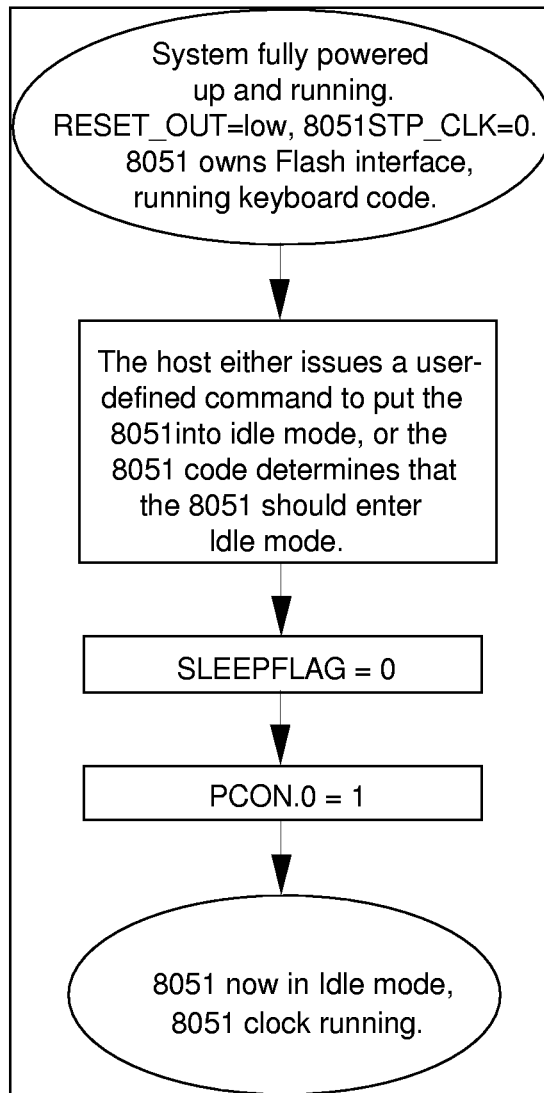 System fully powered
up and running.
RESET_OUT=low, 8051STP_CLK=0.
8051 owns Flash interface,
running keyboard code.
The host either issues a user-
defined command to put the
8051into idle mode, or the
8051 code determines that
the 8051 should enter
Idle mode.
SLEEPFLAG = 0
PCON.0 = 1
8051 now in Idle mode,
8051 clock running.